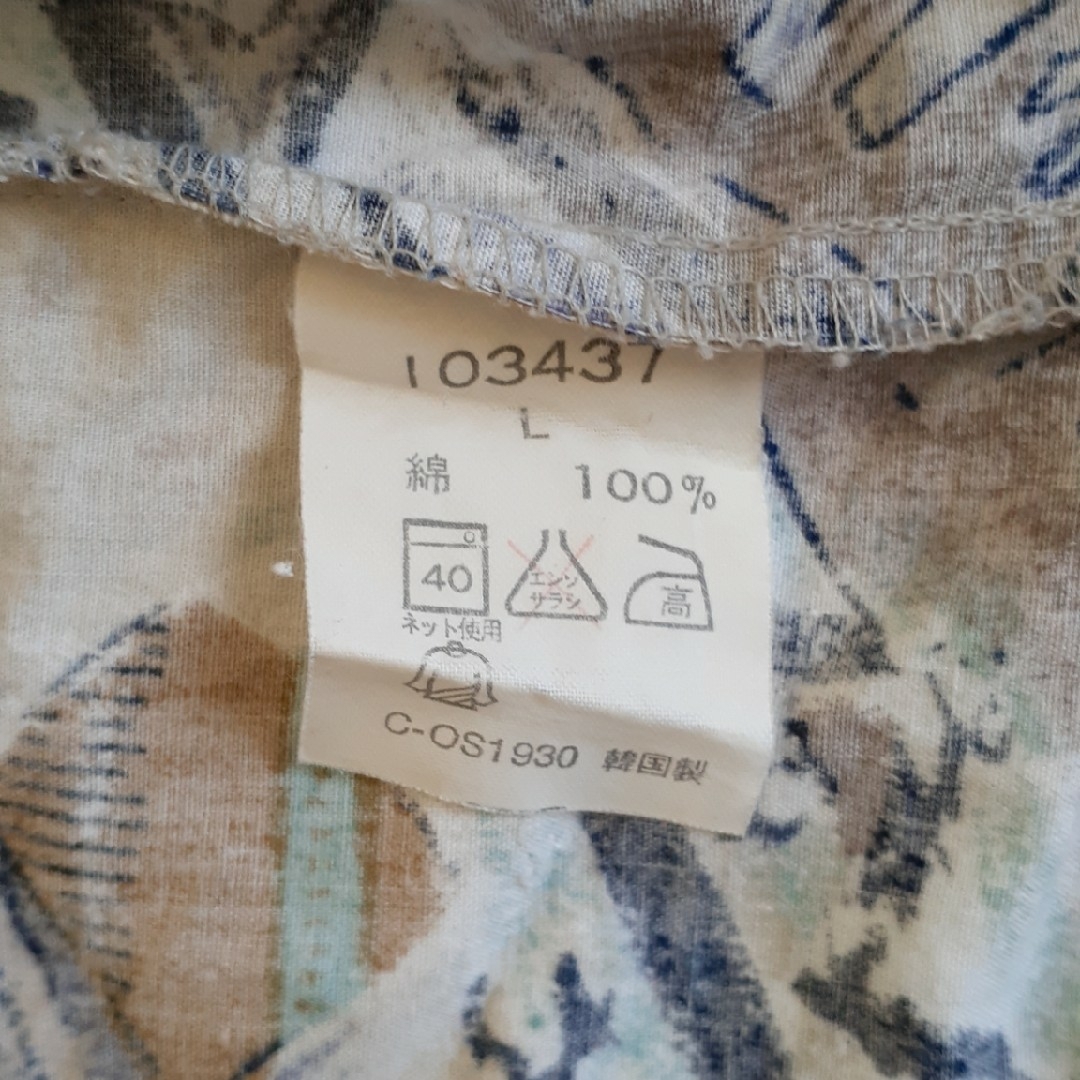 103437
L
綿 100%
40 エンソ サラシ 高
ネット使用
C-OS1930 韓国製